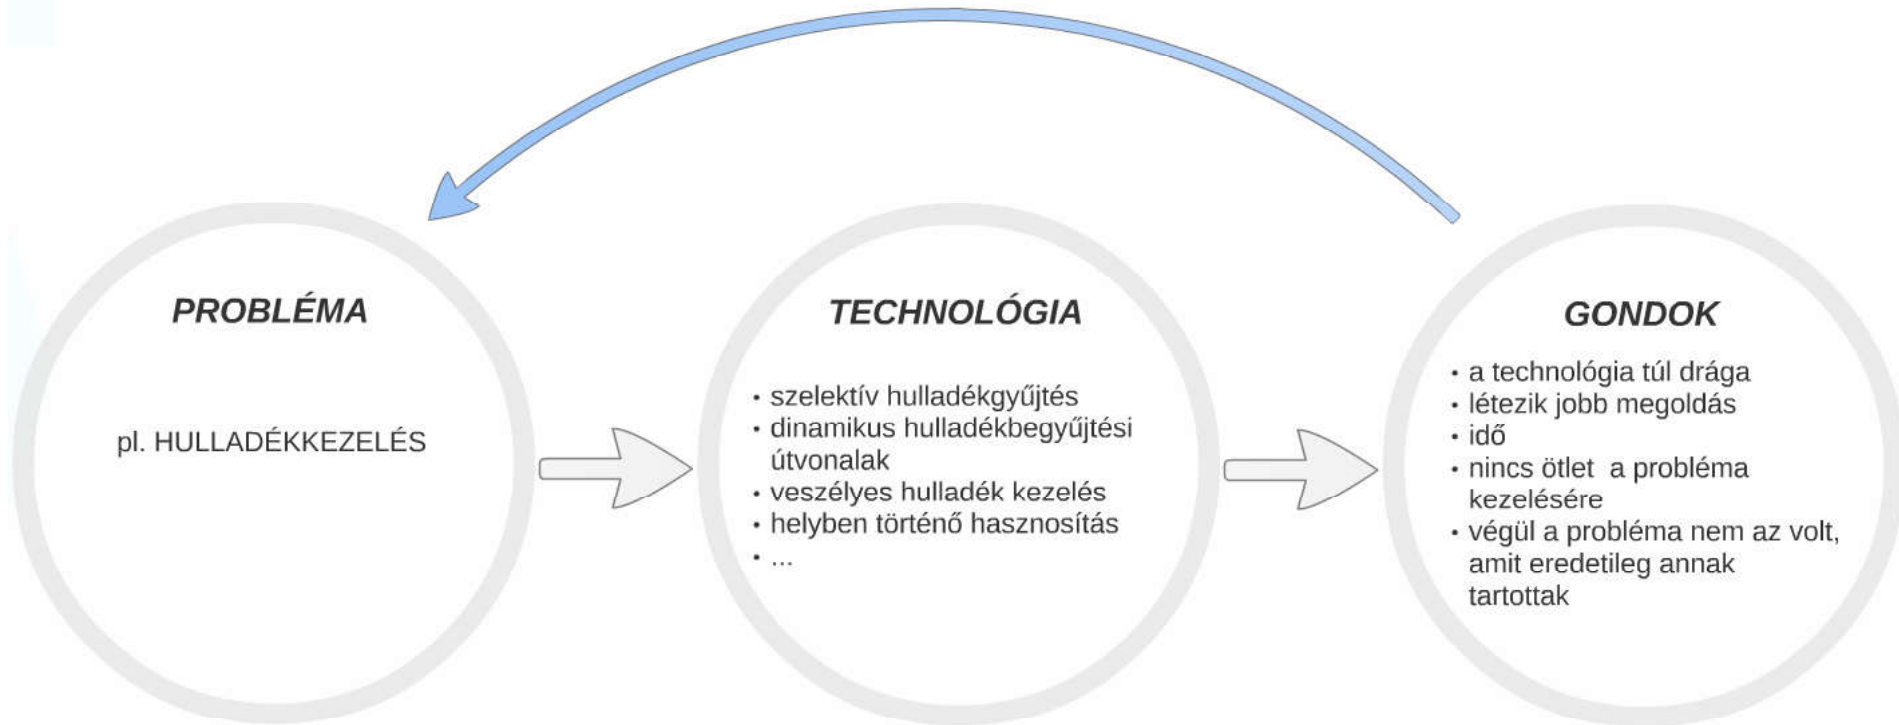 PROBLÉMA
pl. HULLADÉKKEZELÉS
TECHNOLÓGIA
• szelektív hulladékgyűjtés
• dinamikus hulladékbegyűjtési
útvonalak
• veszélyes hulladék kezelés
• helyben történő hasznosítás
• ...
GONDOK
• a technológia túl drága
• létezik jobb megoldás
• idő
• nincs ötlet a probléma
kezelésére
• végül a probléma nem az volt,
amit eredetileg annak
tartottak